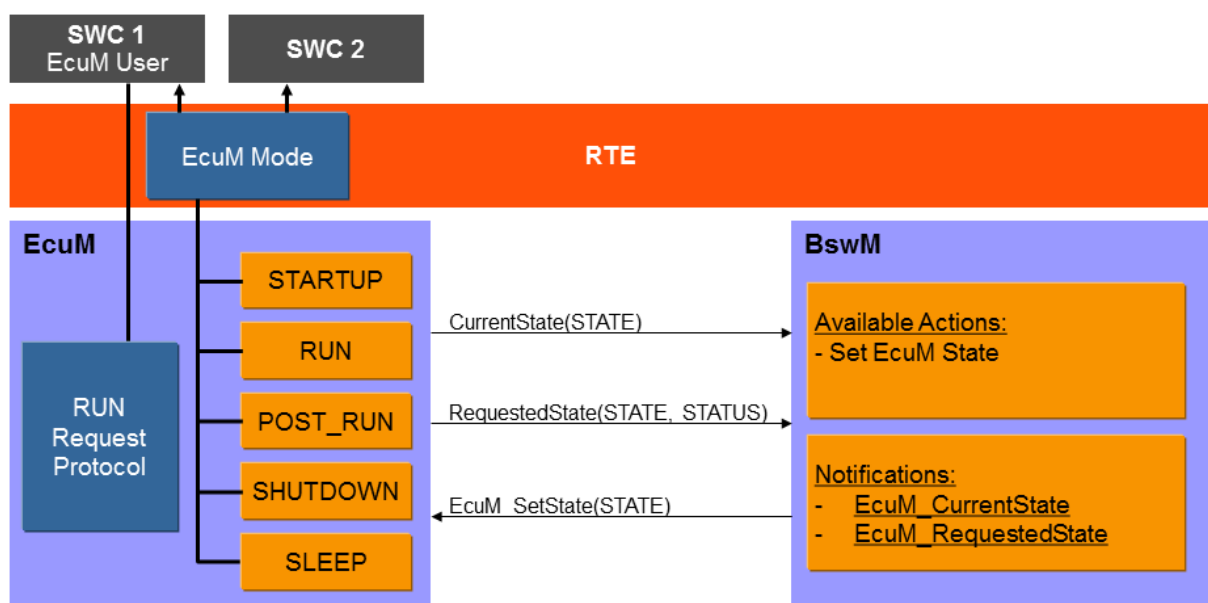 SWC 1
EcuM User
SWC 2
EcuM Mode
RTE
EcuM
STARTUP
RUN
POST_RUN
SHUTDOWN
SLEEP
RUN
Request
Protocol
CurrentState(STATE)
RequestedState(STATE, STATUS)
EcuM_SetState(STATE)
BswM
Available Actions:
- Set EcuM State
Notifications:
- EcuM_CurrentState
- EcuM_RequestedState